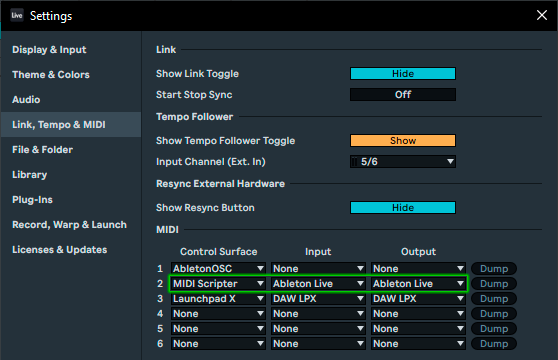 Live Settings
Display & Input
Theme & Colors
Audio
Link, Tempo & MIDI
File & Folder
Library
Plug-Ins
Record, Warp & Launch
Licenses & Updates
Link
Show Link Toggle Hide
Start Stop Sync Off
Tempo Follower
Show Tempo Follower Toggle Show
Input Channel (Ext. In) 5/6
Resync External Hardware
Show Resync Button Hide
MIDI
Control Surface Input Output
1 AbletonOSC None None Dump
2 MIDI Scripter Ableton Live Ableton Live Dump
3 Launchpad X DAW LPX DAW LPX Dump
4 None None None Dump
5 None None None Dump
6 None None None Dump